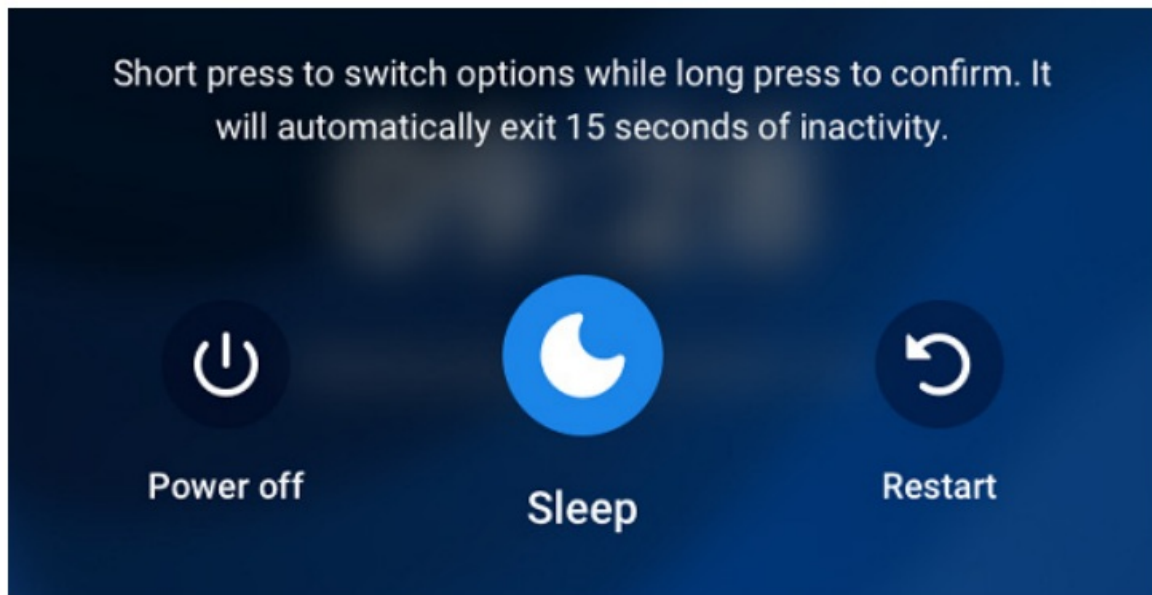 Short press to switch options while long press to confirm. It
will automatically exit 15 seconds of inactivity.
Power off
Sleep
Restart